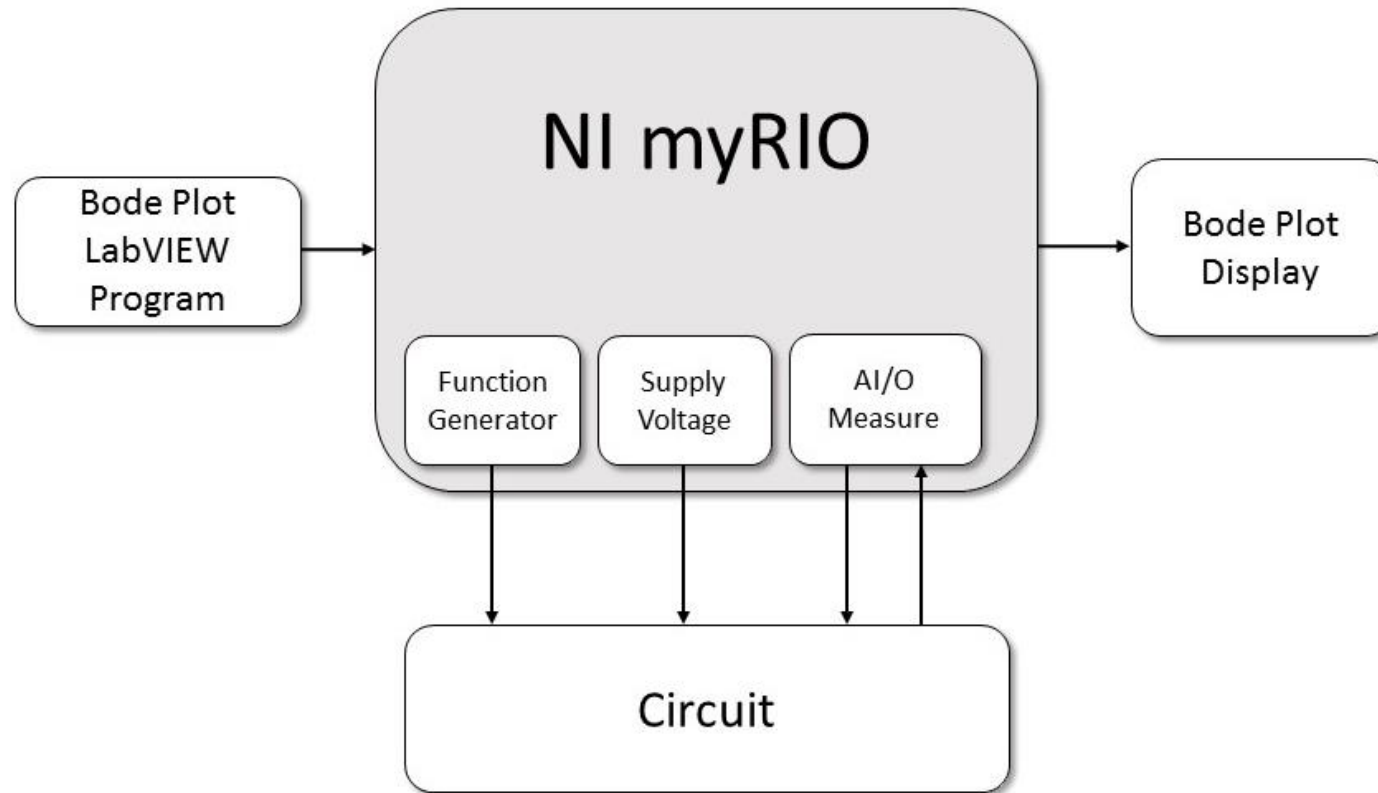 NI myRIO
Bode Plot
LabVIEW
Program
Bode Plot
Display
Function
Generator
Supply
Voltage
AI/O
Measure
Circuit